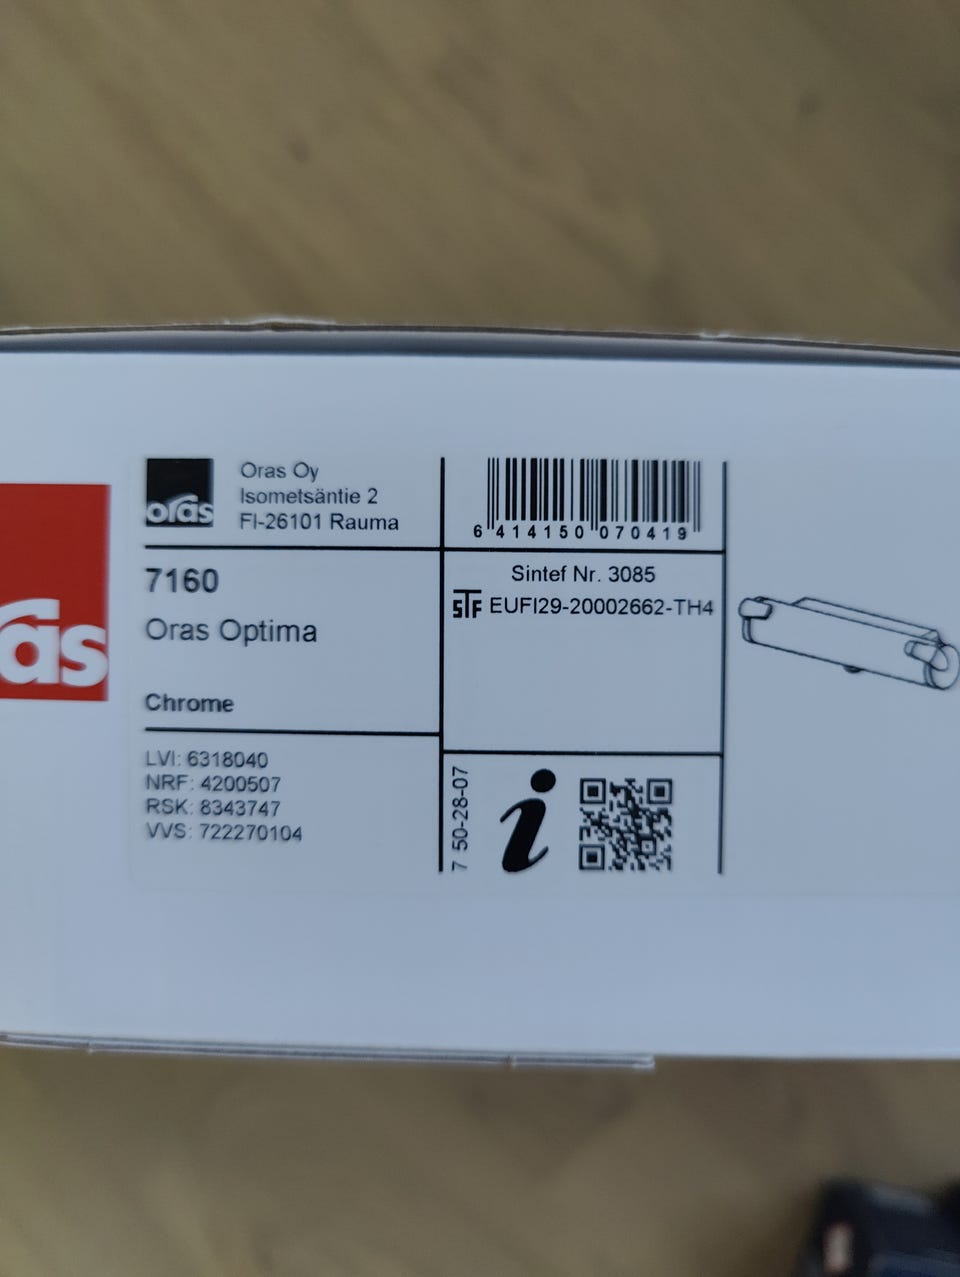 oras
Oras Oy
Isometsäntie 2
FI-26101 Rauma
6 414150 070419
7160
Oras Optima
Chrome
Sintef Nr. 3085
STF EUFI29-20002662-TH4
LVI: 6318040
NRF: 4200507
RSK: 8343747
VVS: 722270104
7 50-28-07
i
ras